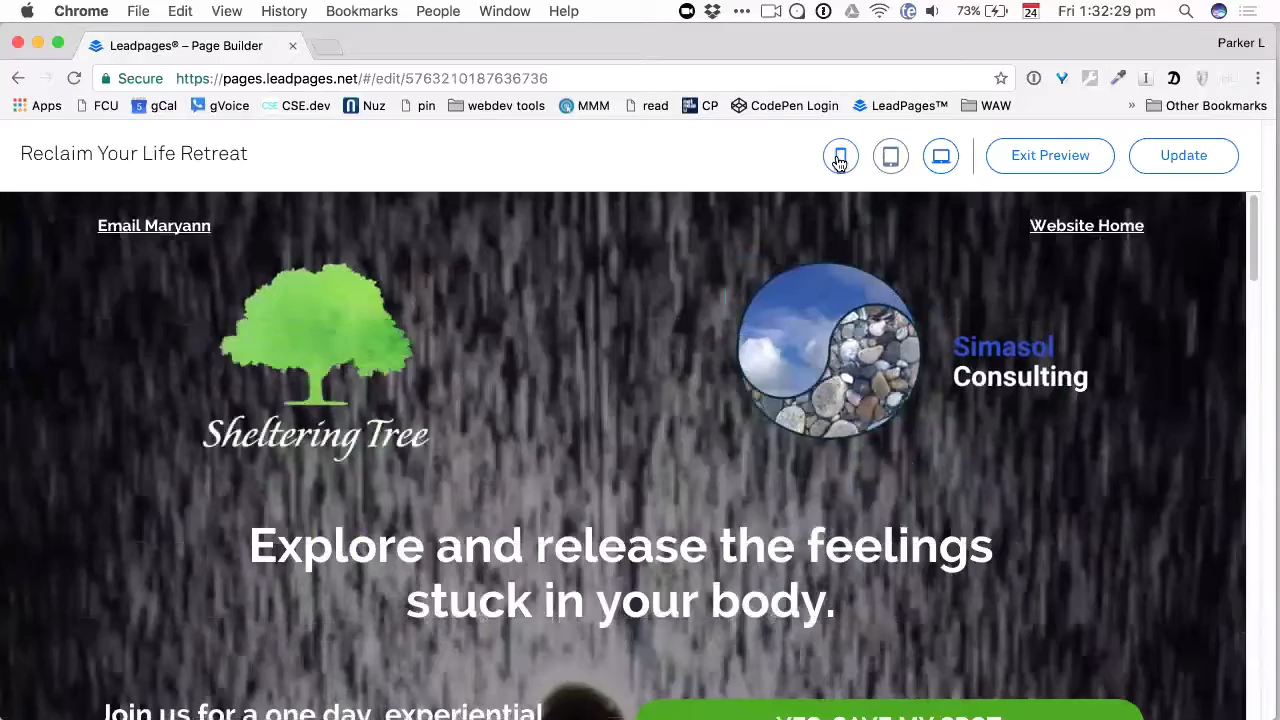 Chrome File Edit View History Bookmarks People Window Help 73% 24 Fri 1:32:29 pm
Leadpages® – Page Builder Parker L
Secure https://pages.leadpages.net/#/edit/5763210187636736
Apps FCU gCal gVoice CSE.dev Nuz pin webdev tools MMM read CP CodePen Login LeadPages™ WAW » Other Bookmarks
Reclaim Your Life Retreat Exit Preview Update
Email Maryann Website Home
Simasol
Consulting
Sheltering Tree
Explore and release the feelings
stuck in your body.
Join us for a one day, experiential
YES, SAVE MY SPOT